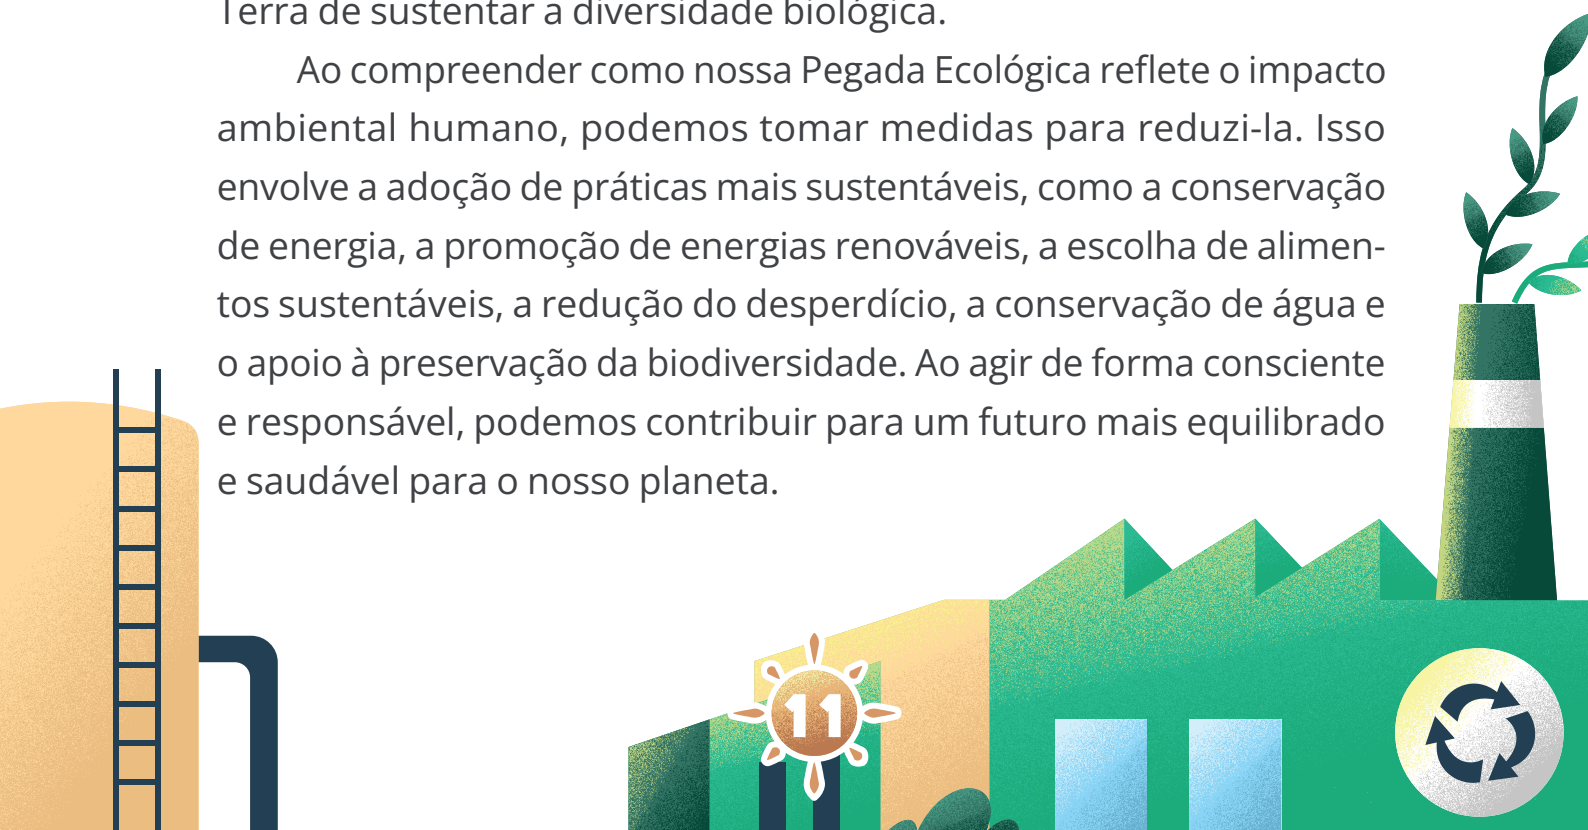 Terra de sustentar a diversidade biológica.
Ao compreender como nossa Pegada Ecológica reflete o impacto
ambiental humano, podemos tomar medidas para reduzi-la. Isso
envolve a adoção de práticas mais sustentáveis, como a conservação
de energia, a promoção de energias renováveis, a escolha de alimen-
tos sustentáveis, a redução do desperdício, a conservação de água e
o apoio à preservação da biodiversidade. Ao agir de forma consciente
e responsável, podemos contribuir para um futuro mais equilibrado
e saudável para o nosso planeta.
11